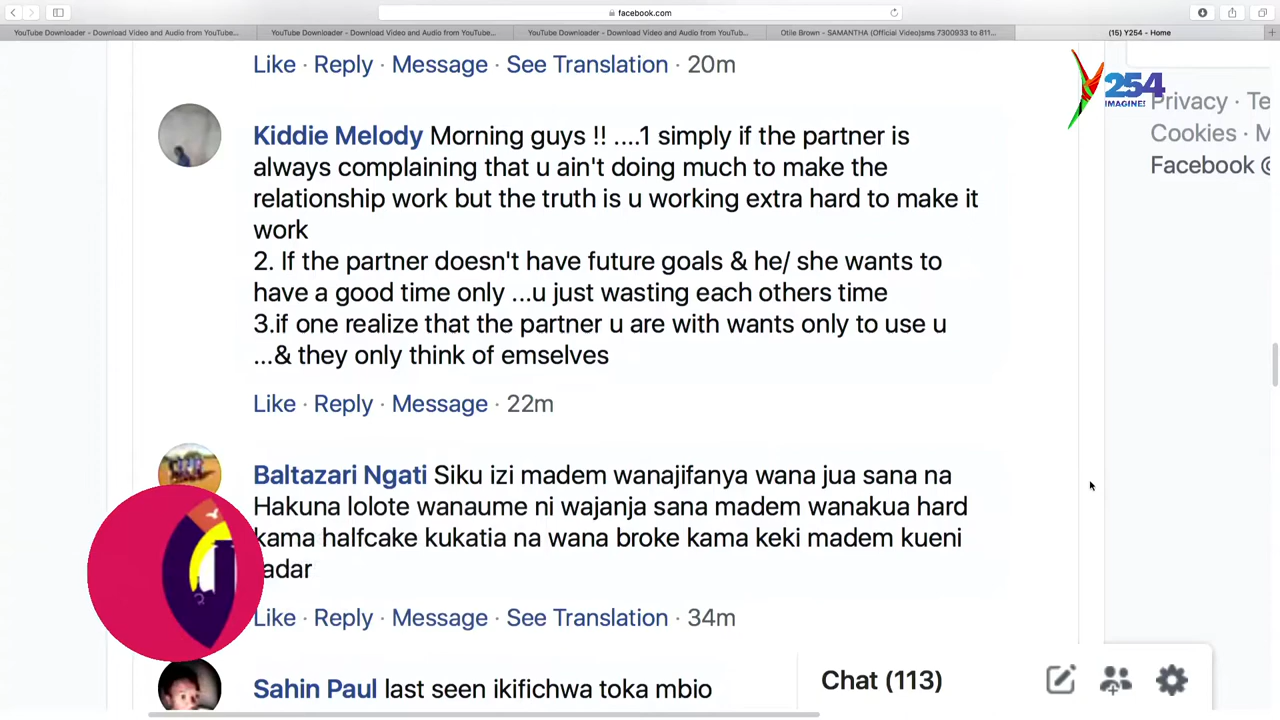 facebook.com
YouTube Downloader - Download Video and Audio from YouTube...
YouTube Downloader - Download Video and Audio from YouTube...
YouTube Downloader - Download Video and Audio from YouTub...
Otile Brown - SAMANTHA (Official Video)sms 7300933 to 811...
(15) Y254 - Home
Like · Reply · Message · See Translation · 20m
Y254
IMAGINE!
Privacy · Te
Cookies · M
Facebook ©
Kiddie Melody Morning guys !! ....1 simply if the partner is
always complaining that u ain't doing much to make the
relationship work but the truth is u working extra hard to make it
work
2. If the partner doesn't have future goals & he/ she wants to
have a good time only ...u just wasting each others time
3.if one realize that the partner u are with wants only to use u
...& they only think of emselves
Like · Reply · Message · 22m
Baltazari Ngati Siku izi madem wanajifanya wana jua sana na
Hakuna lolote wanaume ni wajanja sana madem wanakua hard
kama halfcake kukatia na wana broke kama keki madem kueni
adar
Like · Reply · Message · See Translation · 34m
Sahin Paul last seen ikifichwa toka mbio
Chat (113)